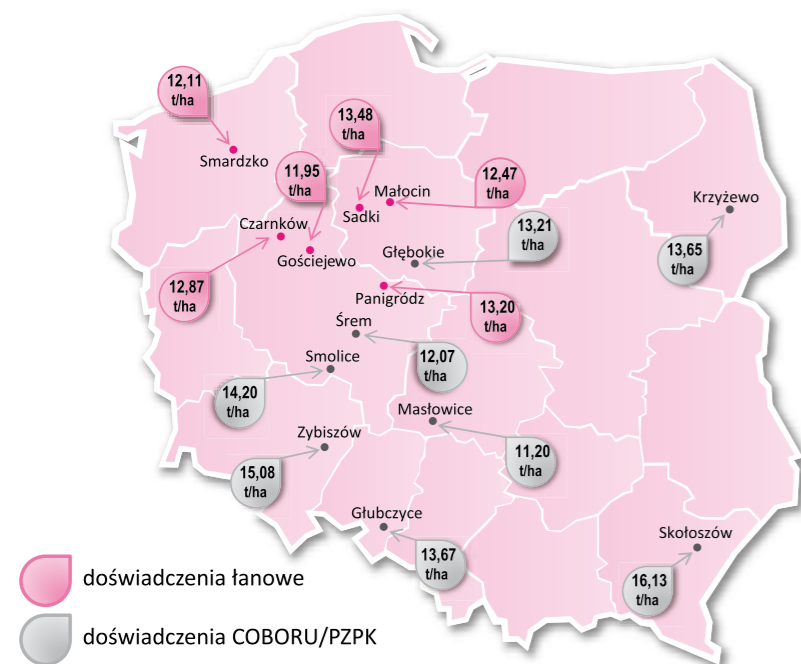 12,11
t/ha
Smardzko
13,48
t/ha
11,95
t/ha
12,47
t/ha
Małocin
Sadki
Krzyżewo
Czarnków
13,21
t/ha
Gościejewo
Głębokie
13,65
t/ha
12,87
t/ha
Panigródz
13,20
t/ha
Śrem
12,07
t/ha
Smolice
14,20
t/ha
Masłowice
Zybiszów
11,20
t/ha
15,08
t/ha
Głubczyce
Skołoszów
13,67
t/ha
16,13
t/ha
doświadczenia łanowe
doświadczenia COBORU/PZPK